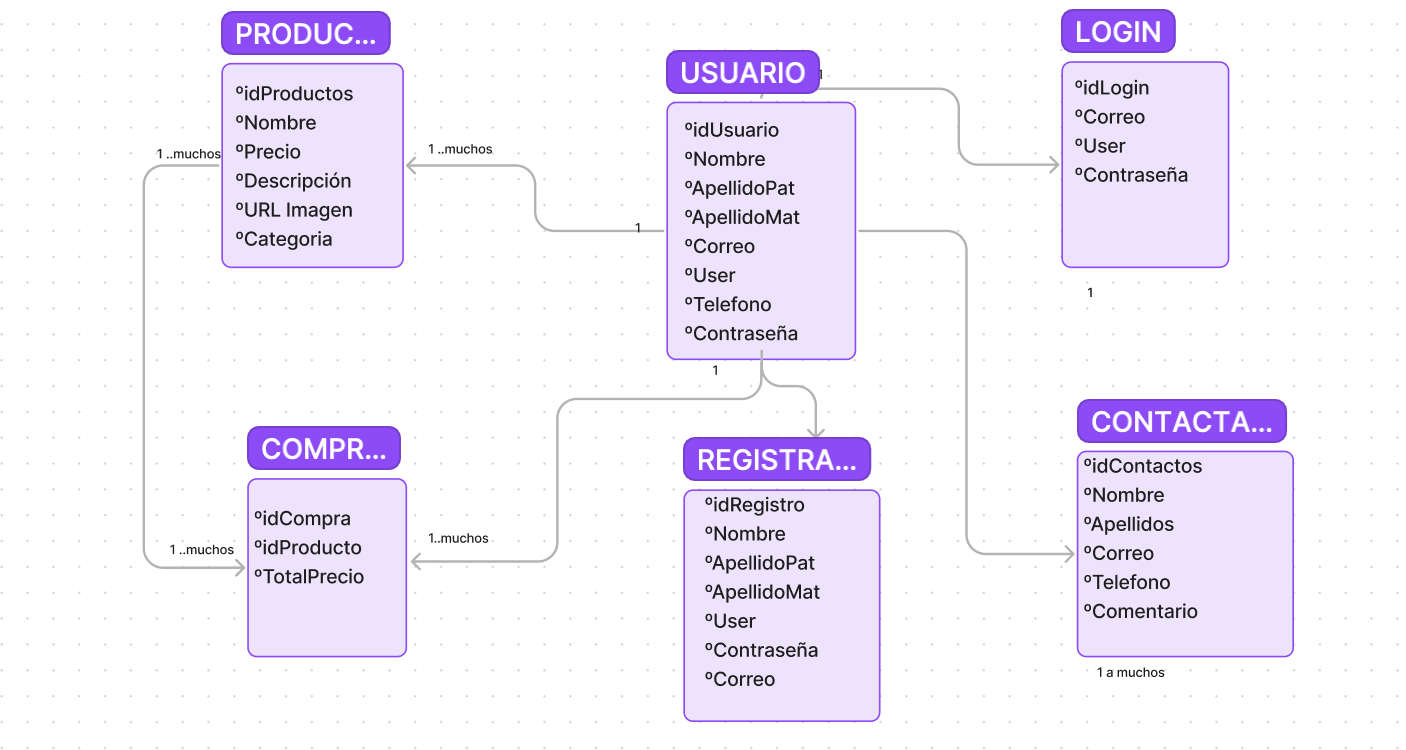 PRODUC...
ºidProductos
ºNombre
ºPrecio
ºDescripción
ºURL Imagen
ºCategoria
1 ..muchos
1 ..muchos
1
USUARIO
1
ºidUsuario
ºNombre
ºApellidoPat
ºApellidoMat
ºCorreo
ºUser
ºTelefono
ºContraseña
1
LOGIN
ºidLogin
ºCorreo
ºUser
ºContraseña
1
COMPR...
ºidCompra
ºidProducto
ºTotalPrecio
1 ..muchos
1..muchos
REGISTRA...
ºidRegistro
ºNombre
ºApellidoPat
ºApellidoMat
ºUser
ºContraseña
ºCorreo
CONTACTA...
ºidContactos
ºNombre
ºApellidos
ºCorreo
ºTelefono
ºComentario
1 a muchos